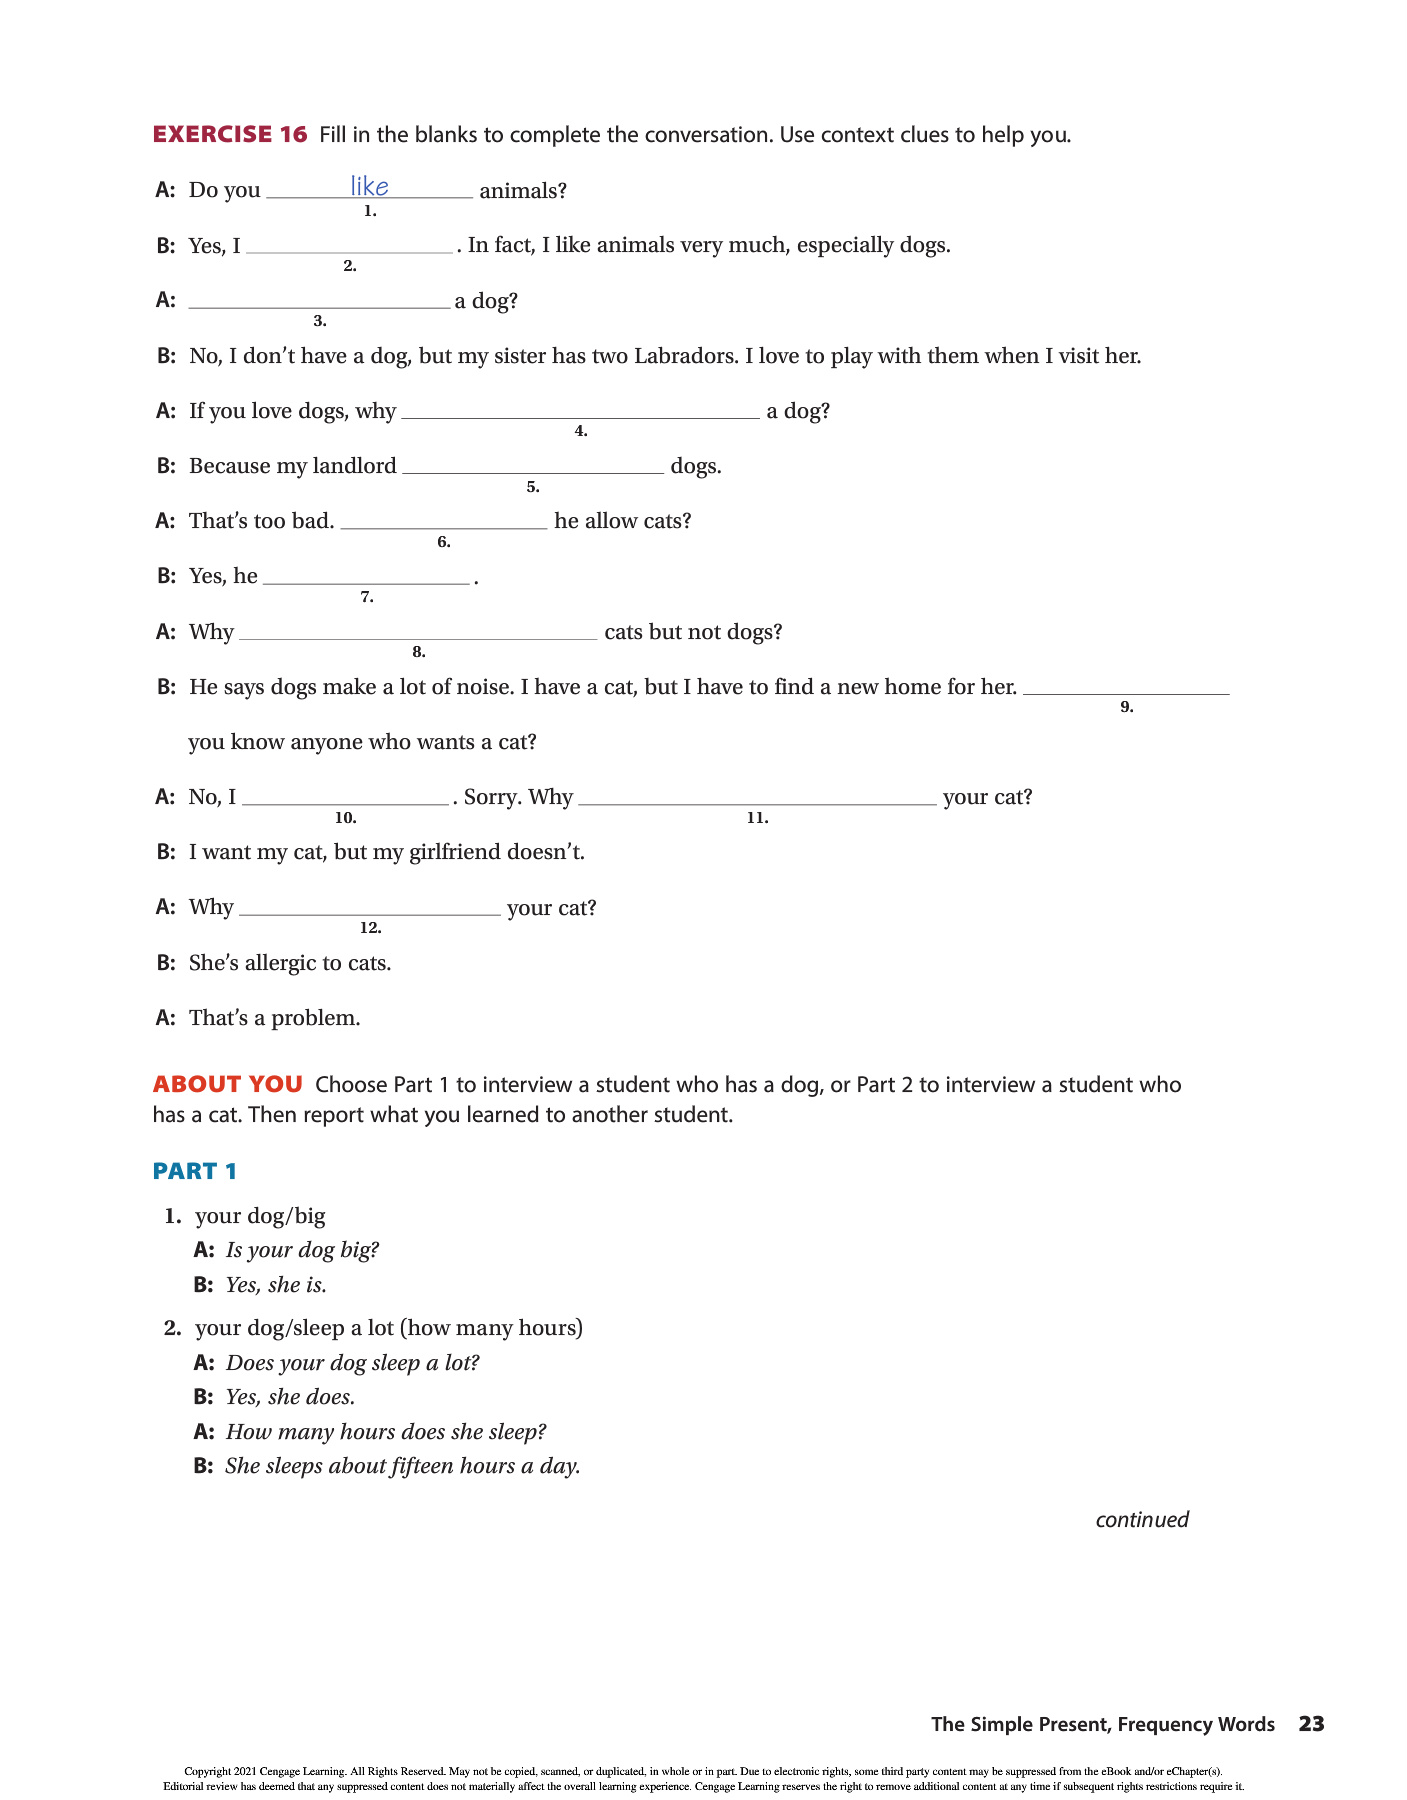 EXERCISE 16 Fill in the blanks to complete the conversation. Use context clues to help you.
A: Do you like animals?
1.
B: Yes, I . In fact, I like animals very much, especially dogs.
2.
A: a dog?
3.
B: No, I don’t have a dog, but my sister has two Labradors. I love to play with them when I visit her.
A: If you love dogs, why a dog?
4.
B: Because my landlord dogs.
5.
A: That’s too bad. he allow cats?
6.
B: Yes, he .
7.
A: Why cats but not dogs?
8.
B: He says dogs make a lot of noise. I have a cat, but I have to find a new home for her.
9.
you know anyone who wants a cat?
A: No, I . Sorry. Why your cat?
10. 11.
B: I want my cat, but my girlfriend doesn’t.
A: Why your cat?
12.
B: She’s allergic to cats.
A: That’s a problem.
ABOUT YOU Choose Part 1 to interview a student who has a dog, or Part 2 to interview a student who
has a cat. Then report what you learned to another student.
PART 1
1. your dog/big
A: Is your dog big?
B: Yes, she is.
2. your dog/sleep a lot (how many hours)
A: Does your dog sleep a lot?
B: Yes, she does.
A: How many hours does she sleep?
B: She sleeps about fifteen hours a day.
continued
The Simple Present, Frequency Words 23
Copyright 2021 Cengage Learning. All Rights Reserved. May not be copied, scanned, or duplicated, in whole or in part. Due to electronic rights, some third party content may be suppressed from the eBook and/or eChapter(s).
Editorial review has deemed that any suppressed content does not materially affect the overall learning experience. Cengage Learning reserves the right to remove additional content at any time if subsequent rights restrictions require it.